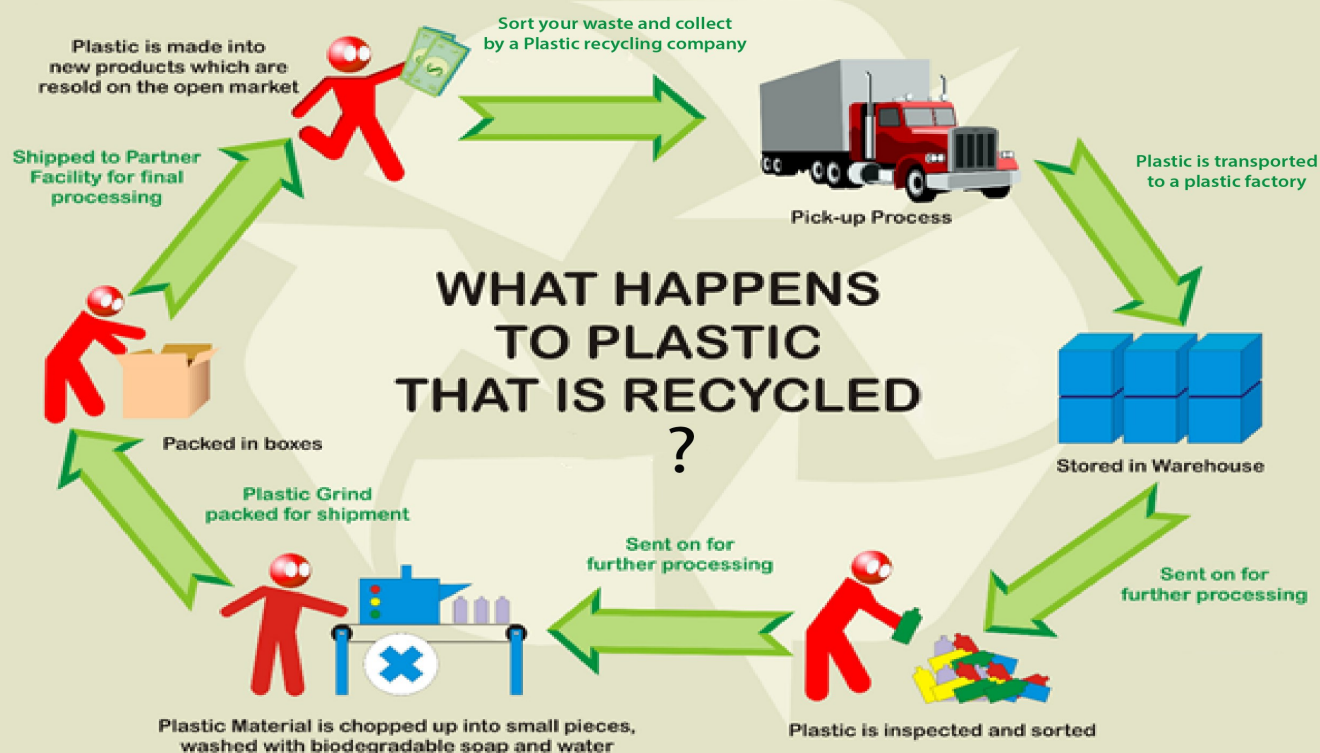 Sort your waste and collect
by a Plastic recycling company
Plastic is made into
new products which are
resold on the open market
Shipped to Partner
Facility for final
processing
Plastic is transported
to a plastic factory
Pick-up Process
WHAT HAPPENS
TO PLASTIC
THAT IS RECYCLED
?
Stored in Warehouse
Packed in boxes
Plastic Grind
packed for shipment
Sent on for
further processing
Sent on for
further processing
Plastic Material is chopped up into small pieces,
washed with biodegradable soap and water
Plastic is inspected and sorted